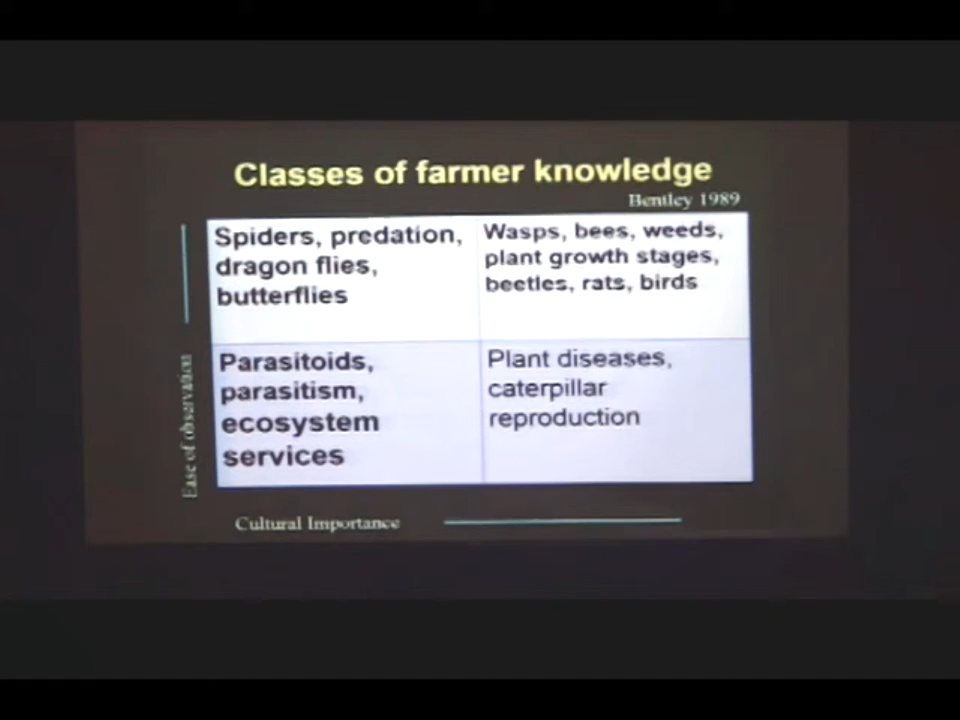 Classes of farmer knowledge
Bentley 1989
Spiders, predation,
dragon flies,
butterflies
Wasps, bees, weeds,
plant growth stages,
beetles, rats, birds
Parasitoids,
parasitism,
ecosystem
services
Plant diseases,
caterpillar
reproduction
Ease of observation
Cultural Importance